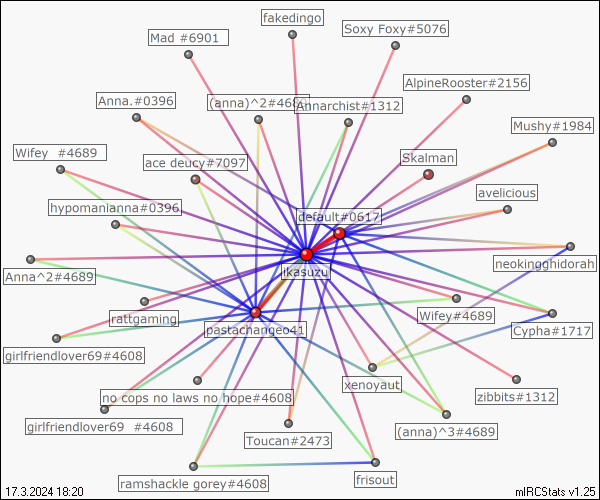 fakedingo
Soxy Foxy#5076
Mad #6901
AlpineRooster#2156
Anna.#0396
(anna)^2#4689
Annarchist#1312
Mushy#1984
Wifey  #4689
ace deucy#7097
Skalman
avelicious
hypomanianna#0396
default#0617
neokingghidorah
Anna^2#4689
ikasuzu
rattgaming
pastachangeo41
Wifey#4689
Cypha#1717
girlfriendlover69#4608
xenoyaut
no cops no laws no hope#4608
zibbits#1312
girlfriendlover69  #4608
Toucan#2473
(anna)^3#4689
ramshackle gorey#4608
frisout
17.3.2024 18:20
mIRCStats v1.25